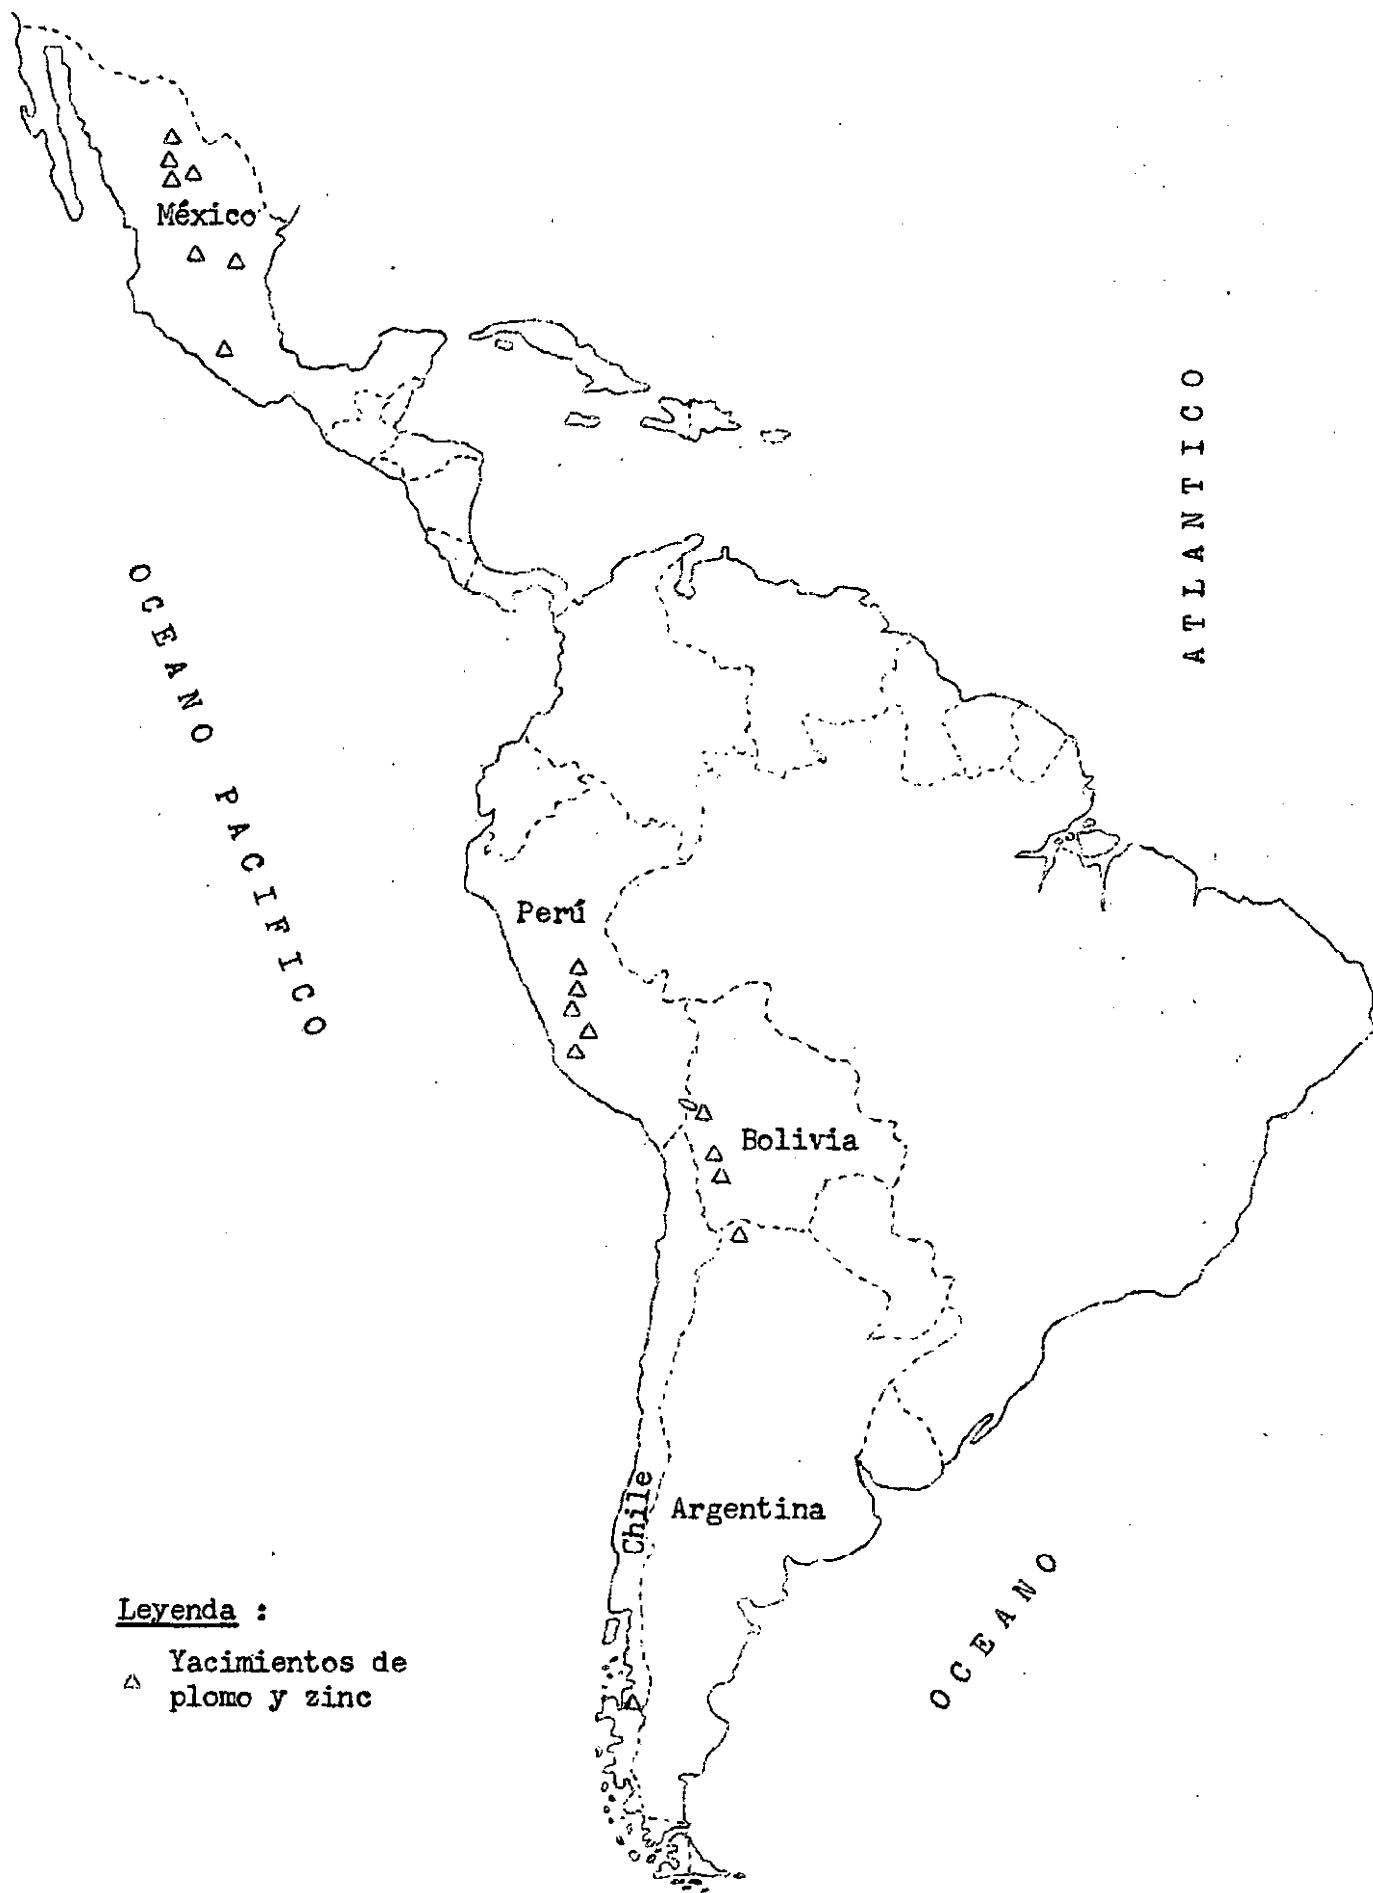 México
ATLANTICO
OCEANO PACIFICO
Perú
Bolivia
Chile
Argentina
OCEANO
Leyenda :
Yacimientos de
plomo y zinc